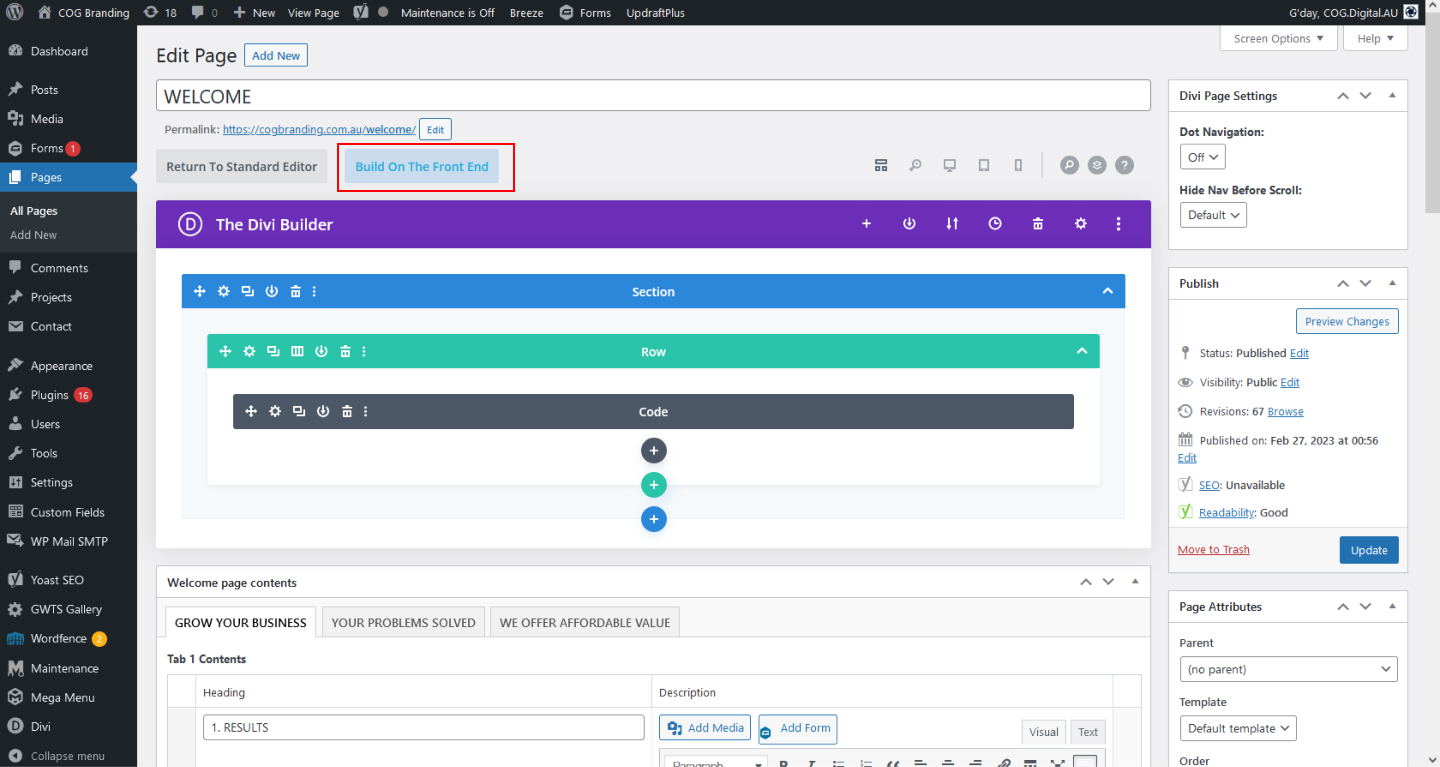 COG Branding 18 0 New View Page Maintenance is Off Breeze Forms UpdraftPlus G'day, COG.Digital.AU
Dashboard
Posts
Media
Forms 1
Pages
All Pages
Add New
Comments
Projects
Contact
Appearance
Plugins 16
Users
Tools
Settings
Custom Fields
WP Mail SMTP
Yoast SEO
GWTS Gallery
Wordfence 2
Maintenance
Mega Menu
Divi
Collapse menu
Screen Options Help
Edit Page Add New
WELCOME
Permalink: https://cogbranding.com.au/welcome/ Edit
Return To Standard Editor Build On The Front End
The Divi Builder
Section
Row
Code
Welcome page contents
GROW YOUR BUSINESS YOUR PROBLEMS SOLVED WE OFFER AFFORDABLE VALUE
Tab 1 Contents
Heading Description
1. RESULTS Add Media Add Form Visual Text
Paragraph
Divi Page Settings
Dot Navigation:
Off
Hide Nav Before Scroll:
Default
Publish
Preview Changes
Status: Published Edit
Visibility: Public Edit
Revisions: 67 Browse
Published on: Feb 27, 2023 at 00:56
Edit
SEO: Unavailable
Readability: Good
Move to Trash Update
Page Attributes
Parent
(no parent)
Template
Default template
Order